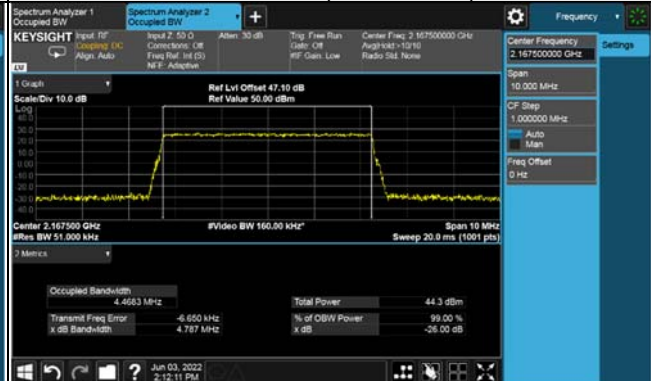 Spectrum Analyzer 1
Occupied BW
Spectrum Analyzer 2
Occupied BW
+
Frequency
KEYSIGHT
Input: RF
Coupling: DC
Align: Auto
Input Z: 50 Ω
Corrections: Off
Freq Ref: Int (S)
NFE: Adaptive
Atten: 30 dB
Trig: Free Run
Gate: Off
#IF Gain: Low
Center Freq: 2.167500000 GHz
Avg|Hold:>10/10
Radio Std: None
Center Frequency
2.167500000 GHz
Settings
Span
10.000 MHz
CF Step
1.000000 MHz
Auto
Man
Freq Offset
0 Hz
1 Graph
Scale/Div 10.0 dB
Ref Lvl Offset 47.10 dB
Ref Value 50.00 dBm
Log
40.0
30.0
20.0
10.0
0.00
-10.0
-20.0
-30.0
-40.0
Center 2.167500 GHz
#Res BW 51.000 kHz
#Video BW 160.00 kHz*
Span 10 MHz
Sweep 20.0 ms (1001 pts)
2 Metrics
Occupied Bandwidth
4.4683 MHz
Total Power 44.3 dBm
Transmit Freq Error -6.650 kHz
% of OBW Power 99.00 %
x dB Bandwidth 4.787 MHz
x dB -26.00 dB
?
Jun 03, 2022
2:12:11 PM